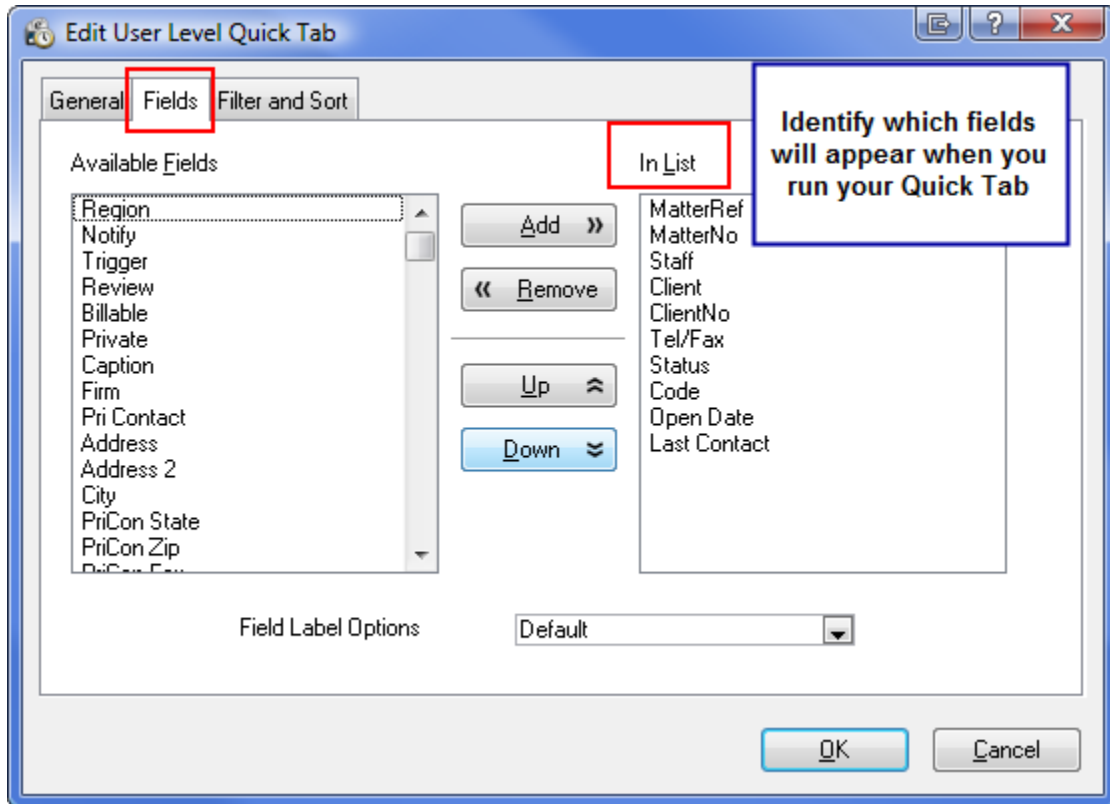 Edit User Level Quick Tab
General Fields Filter and Sort
Identify which fields
will appear when you
run your Quick Tab
Available Fields
Region
Notify
Trigger
Review
Billable
Private
Caption
Firm
Pri Contact
Address
Address 2
City
PriCon State
PriCon Zip
Add »
« Remove
Up
Down
In List
MatterRef
MatterNo
Staff
Client
ClientNo
Tel/Fax
Status
Code
Open Date
Last Contact
Field Label Options Default
OK Cancel